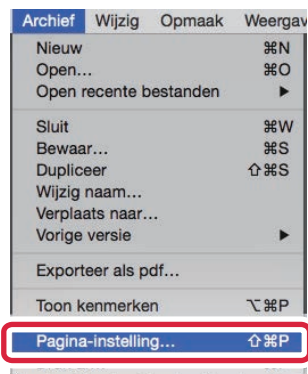 Archief Wijzig Opmaak Weergav
Nieuw ⌘N
Open... ⌘O
Open recente bestanden ▶
Sluit ⌘W
Bewaar... ⌘S
Dupliceer ⇧⌘S
Wijzig naam...
Verplaats naar...
Vorige versie ▶
Exporteer als pdf...
Toon kenmerken ⌥⌘P
Pagina-instelling... ⇧⌘P